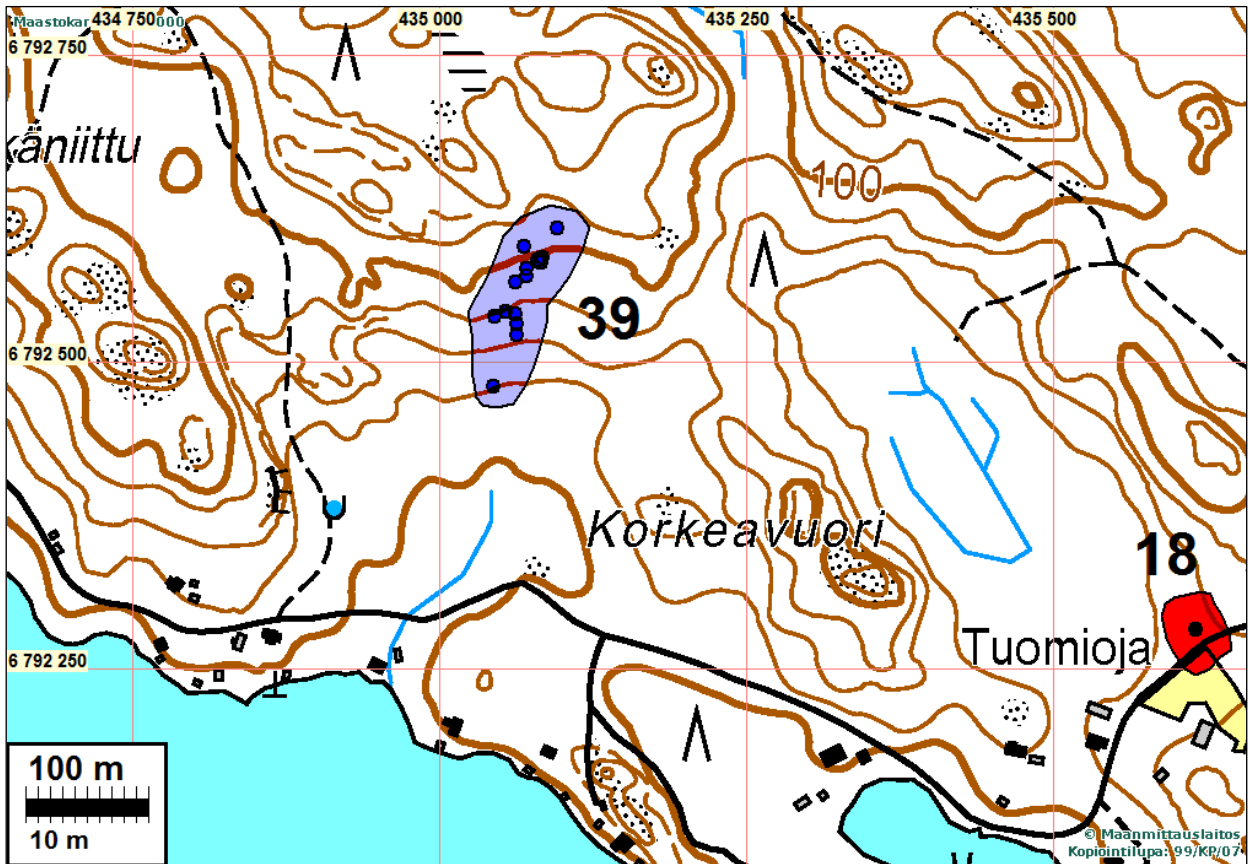 Maastokar 000
434 750
435 000
435 250
435 500
6 792 750
käniittu
100
39
6 792 500
Korkeavuori
18
Tuomioja
6 792 250
100 m
10 m
© Maanmittauslaitos
Kopiointilupa: 99/KP/07